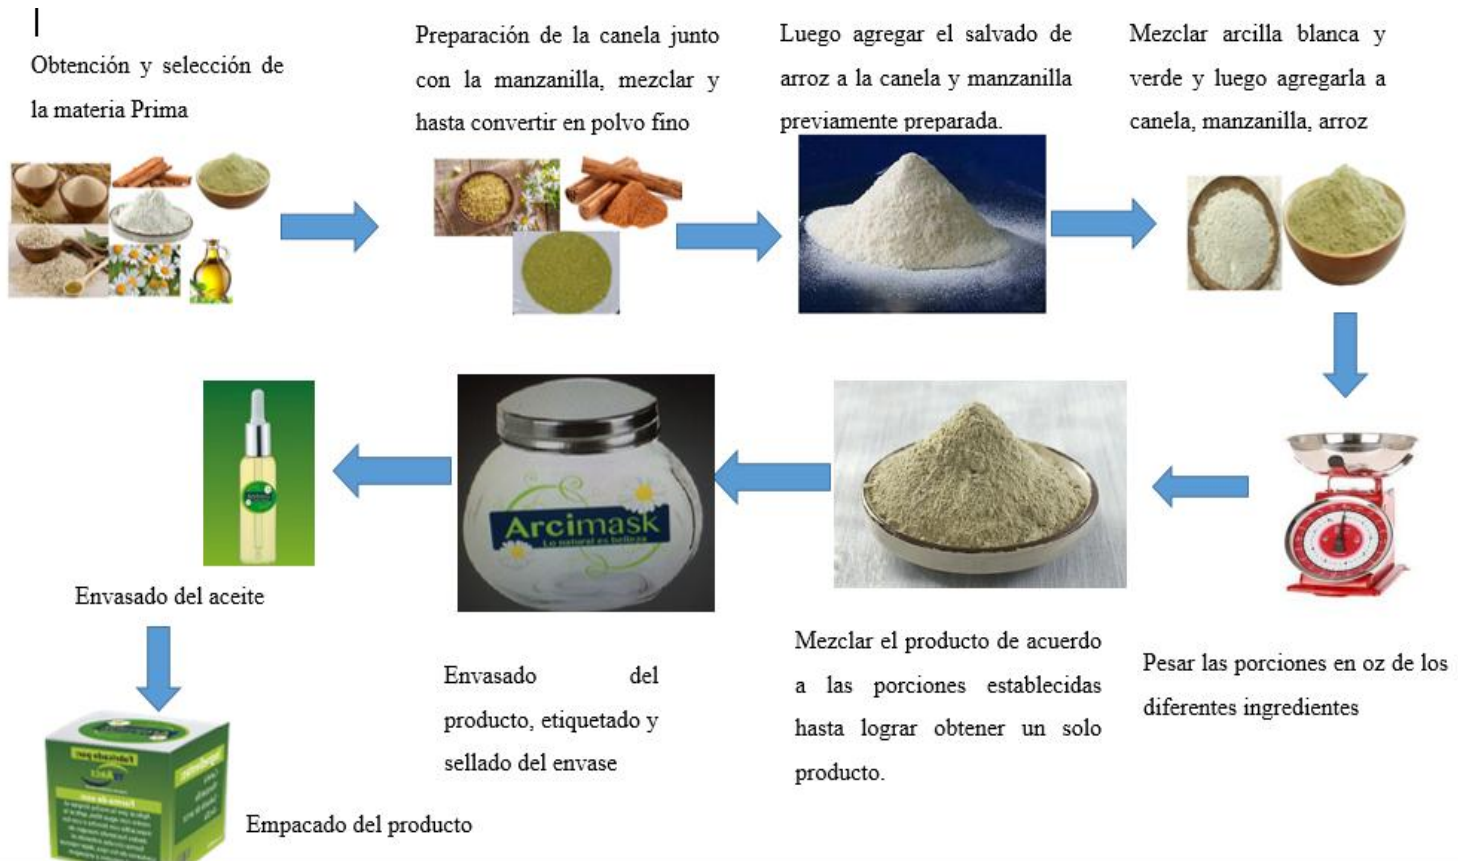 Obtención y selección de
la materia Prima
Preparación de la canela junto
con la manzanilla, mezclar y
hasta convertir en polvo fino
Luego agregar el salvado de
arroz a la canela y manzanilla
previamente preparada.
Mezclar arcilla blanca y
verde y luego agregarla a
canela, manzanilla, arroz
Pesar las porciones en oz de los
diferentes ingredientes
Mezclar el producto de acuerdo
a las porciones establecidas
hasta lograr obtener un solo
producto.
Arcimask
Lo natural es belleza
Envasado del
producto, etiquetado y
sellado del envase
Envasado del aceite
Empacado del producto